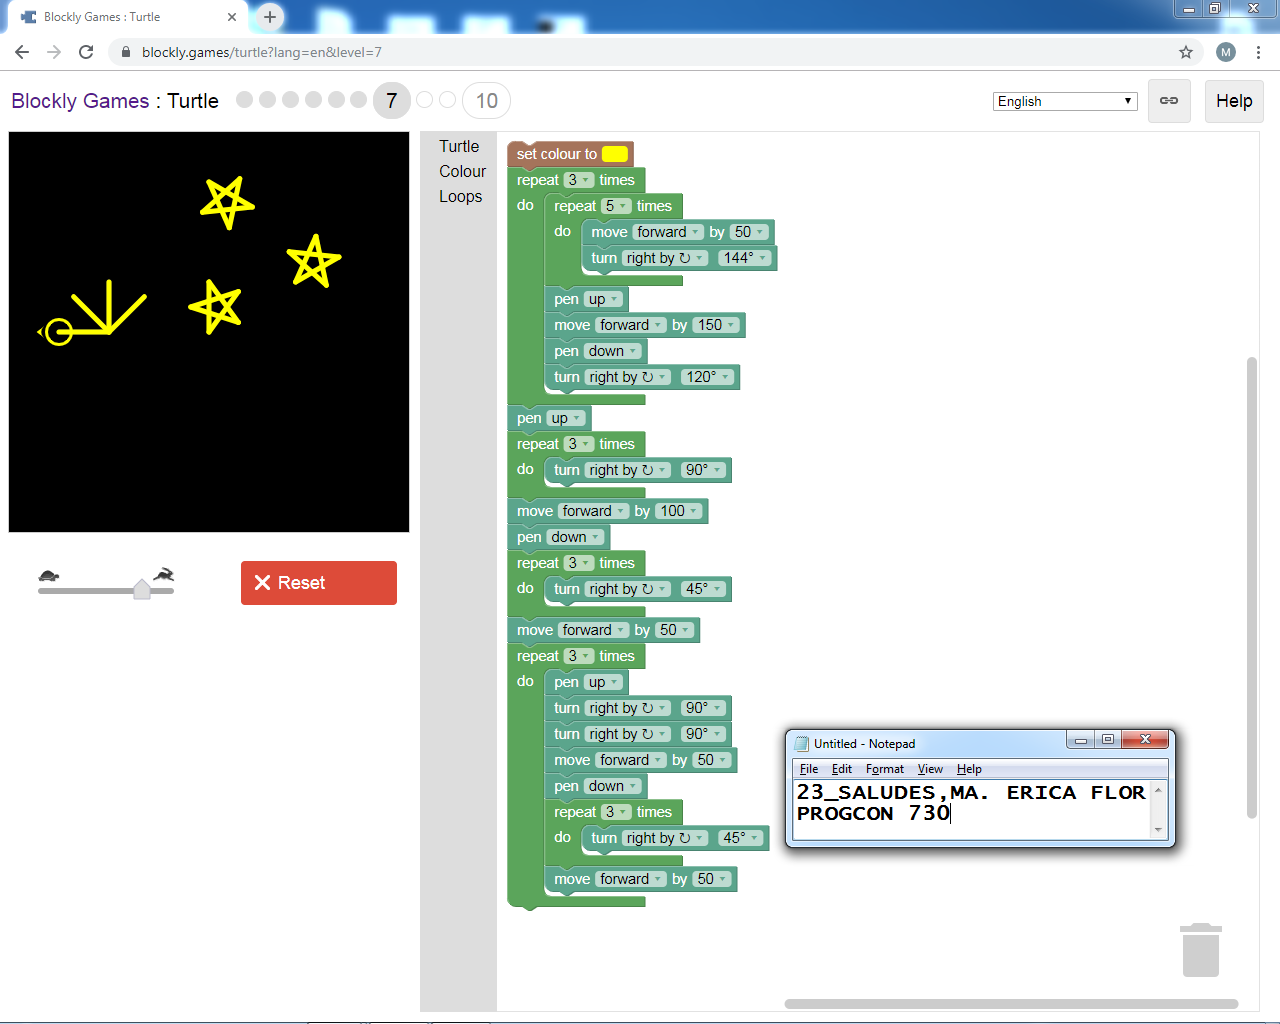 Blockly Games : Turtle
blockly.games/turtle?lang=en&level=7
M
Blockly Games : Turtle
7
10
English
Help
Turtle
Colour
Loops
Reset
set colour to
repeat 3 times
do repeat 5 times
do move forward by 50
turn right by ↻ 144°
pen up
move forward by 150
pen down
turn right by ↻ 120°
pen up
repeat 3 times
do turn right by ↻ 90°
move forward by 100
pen down
repeat 3 times
do turn right by ↻ 45°
move forward by 50
repeat 3 times
do pen up
turn right by ↻ 90°
turn right by ↻ 90°
move forward by 50
pen down
repeat 3 times
do turn right by ↻ 45°
move forward by 50
Untitled - Notepad
File Edit Format View Help
23_SALUDES,MA. ERICA FLOR
PROGCON 730